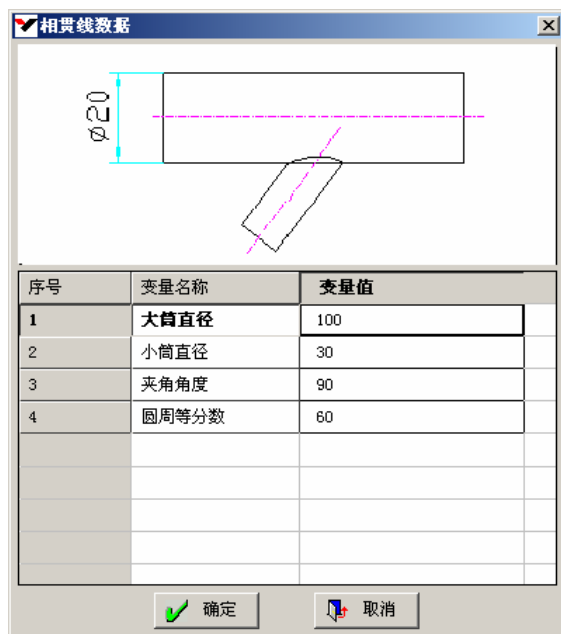 相贯线数据
ø20
序号 变量名称 变量值
1 大筒直径 100
2 小筒直径 30
3 夹角角度 90
4 圆周等分数 60
确定 取消